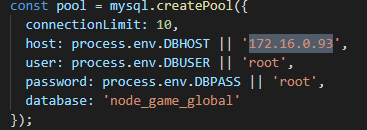 const pool = mysql.createPool({
connectionLimit: 10,
host: process.env.DBHOST || '172.16.0.93',
user: process.env.DBUSER || 'root',
password: process.env.DBPASS || 'root',
database: 'node_game_global'
});